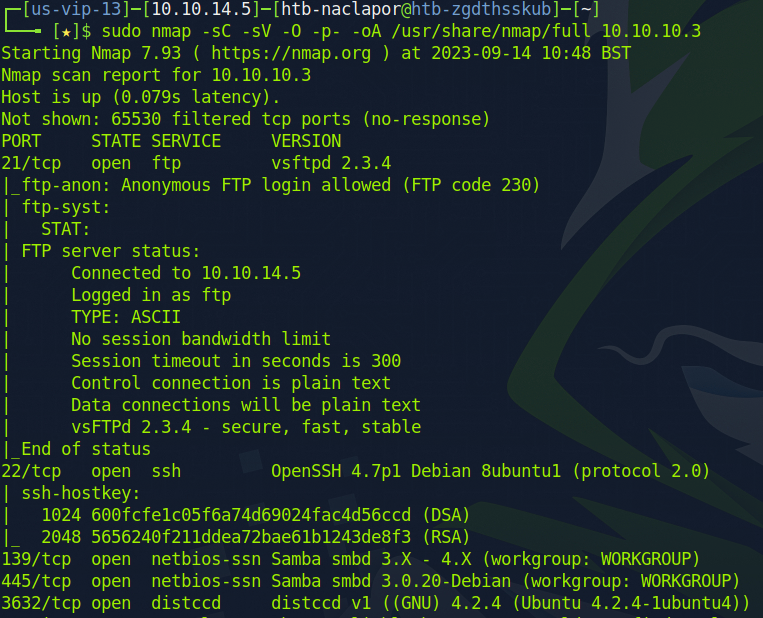 ┌─[us-vip-13]─[10.10.14.5]─[htb-naclapor@htb-zgdthsskub]─[~]
└──╼ [★]$ sudo nmap -sC -sV -O -p- -oA /usr/share/nmap/full 10.10.10.3
Starting Nmap 7.93 ( https://nmap.org ) at 2023-09-14 10:48 BST
Nmap scan report for 10.10.10.3
Host is up (0.079s latency).
Not shown: 65530 filtered tcp ports (no-response)
PORT     STATE SERVICE     VERSION
21/tcp   open  ftp         vsftpd 2.3.4
|_ftp-anon: Anonymous FTP login allowed (FTP code 230)
| ftp-syst:
|   STAT:
| FTP server status:
|      Connected to 10.10.14.5
|      Logged in as ftp
|      TYPE: ASCII
|      No session bandwidth limit
|      Session timeout in seconds is 300
|      Control connection is plain text
|      Data connections will be plain text
|      vsFTPd 2.3.4 - secure, fast, stable
|_End of status
22/tcp   open  ssh         OpenSSH 4.7p1 Debian 8ubuntu1 (protocol 2.0)
| ssh-hostkey:
|   1024 600fcfe1c05f6a74d69024fac4d56ccd (DSA)
|_  2048 5656240f211ddea72bae61b1243de8f3 (RSA)
139/tcp  open  netbios-ssn Samba smbd 3.X - 4.X (workgroup: WORKGROUP)
445/tcp  open  netbios-ssn Samba smbd 3.0.20-Debian (workgroup: WORKGROUP)
3632/tcp open  distccd     distccd v1 ((GNU) 4.2.4 (Ubuntu 4.2.4-1ubuntu4))